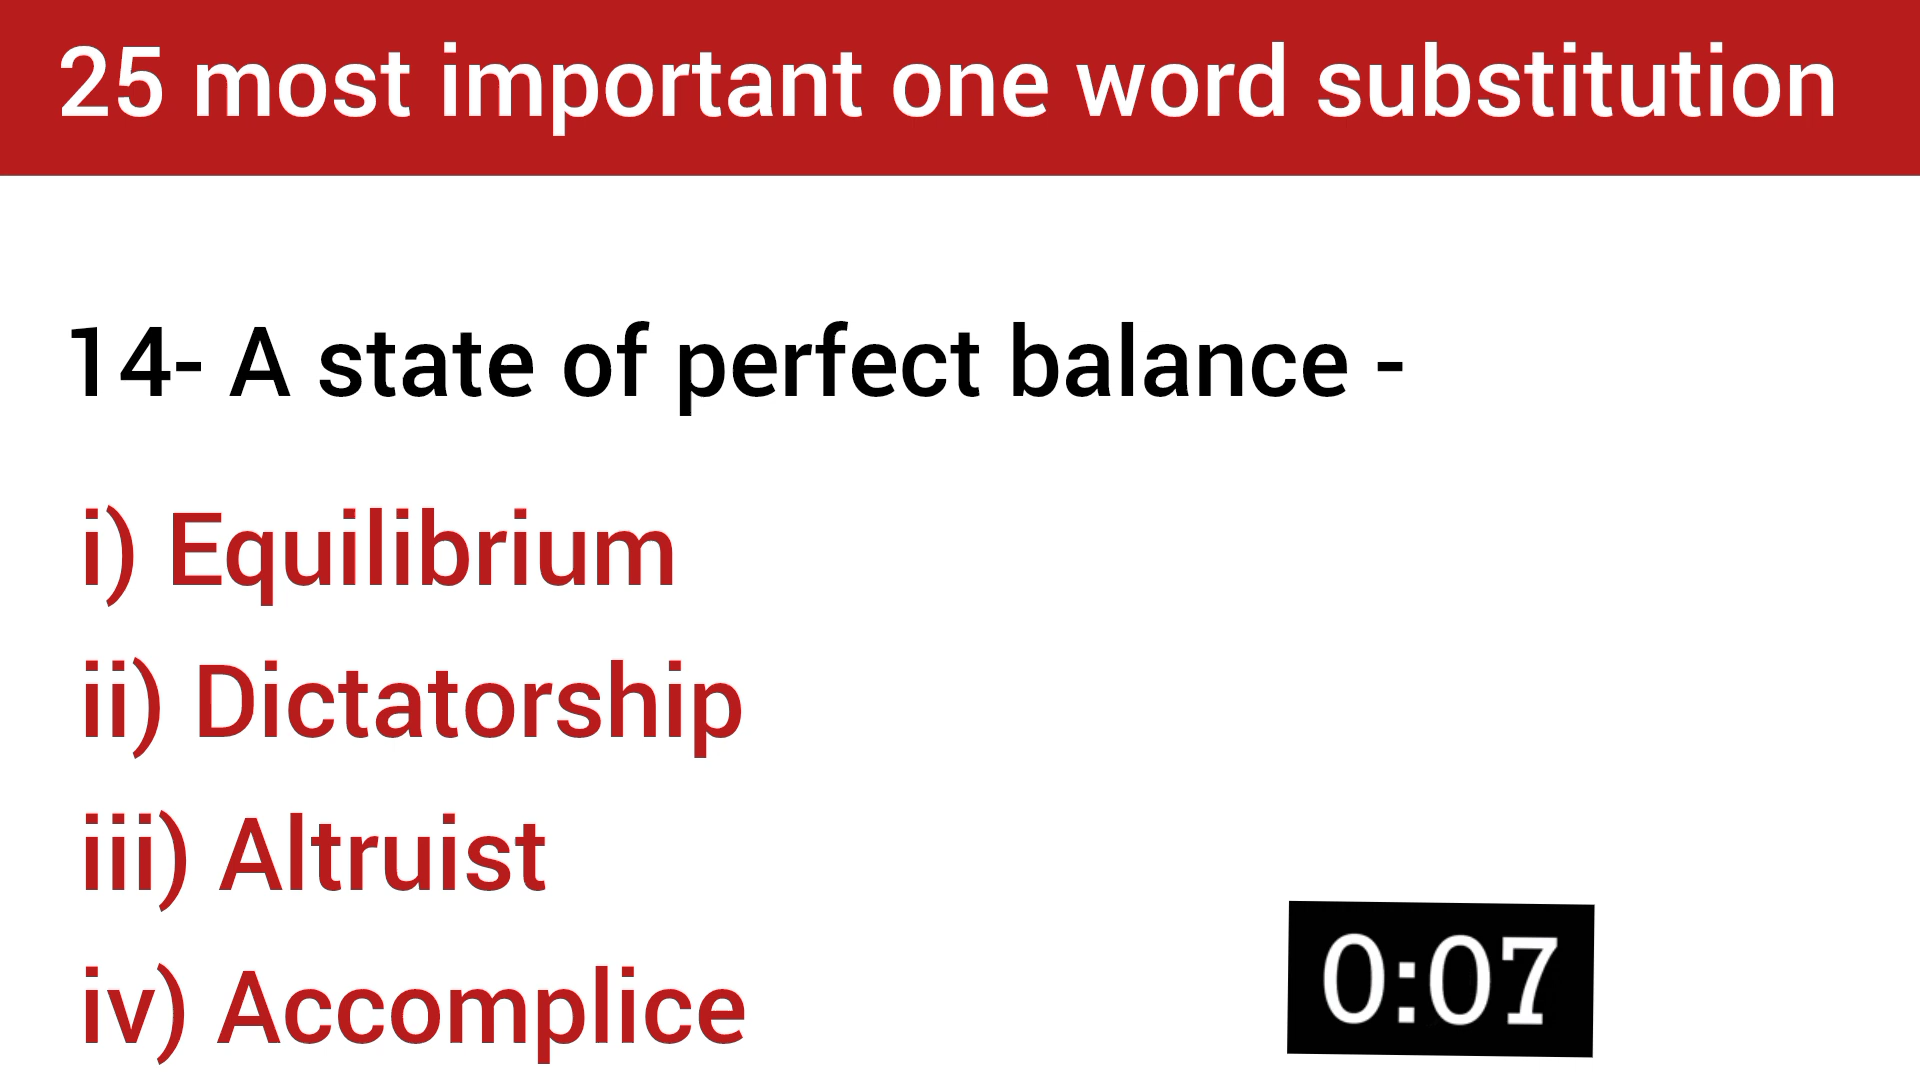 25 most important one word substitution
14- A state of perfect balance -
i) Equilibrium
ii) Dictatorship
iii) Altruist
iv) Accomplice
0:07